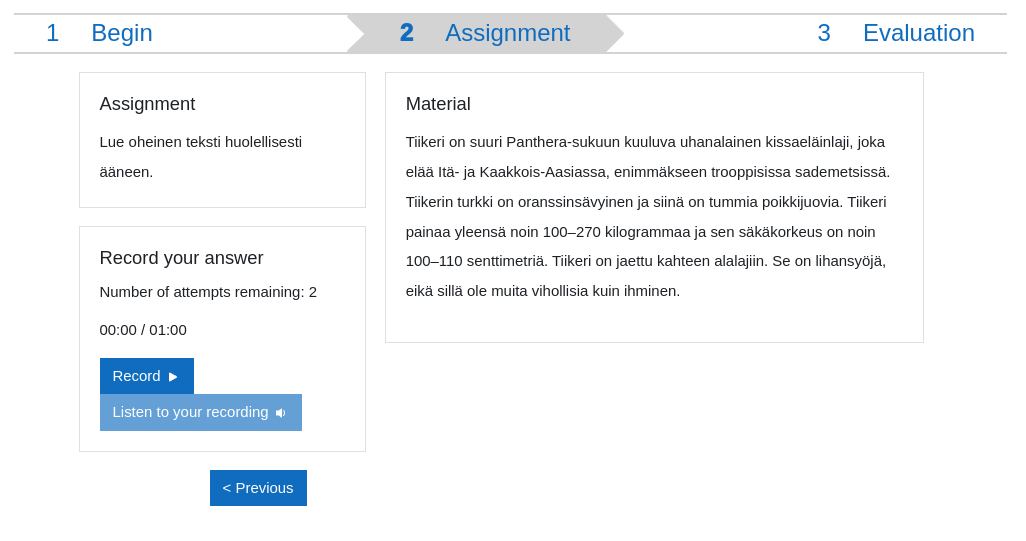 1 Begin 2 Assignment 3 Evaluation
Assignment
Lue oheinen teksti huolellisesti
ääneen.
Record your answer
Number of attempts remaining: 2
00:00 / 01:00
Record
Listen to your recording
< Previous
Material
Tiikeri on suuri Panthera-sukuun kuuluva uhanalainen kissaeläinlaji, joka
elää Itä- ja Kaakkois-Aasiassa, enimmäkseen trooppisissa sademetsissä.
Tiikerin turkki on oranssinsävyinen ja siinä on tummia poikkijuovia. Tiikeri
painaa yleensä noin 100–270 kilogrammaa ja sen säkäkorkeus on noin
100–110 senttimetriä. Tiikeri on jaettu kahteen alalajiin. Se on lihansyöjä,
eikä sillä ole muita vihollisia kuin ihminen.